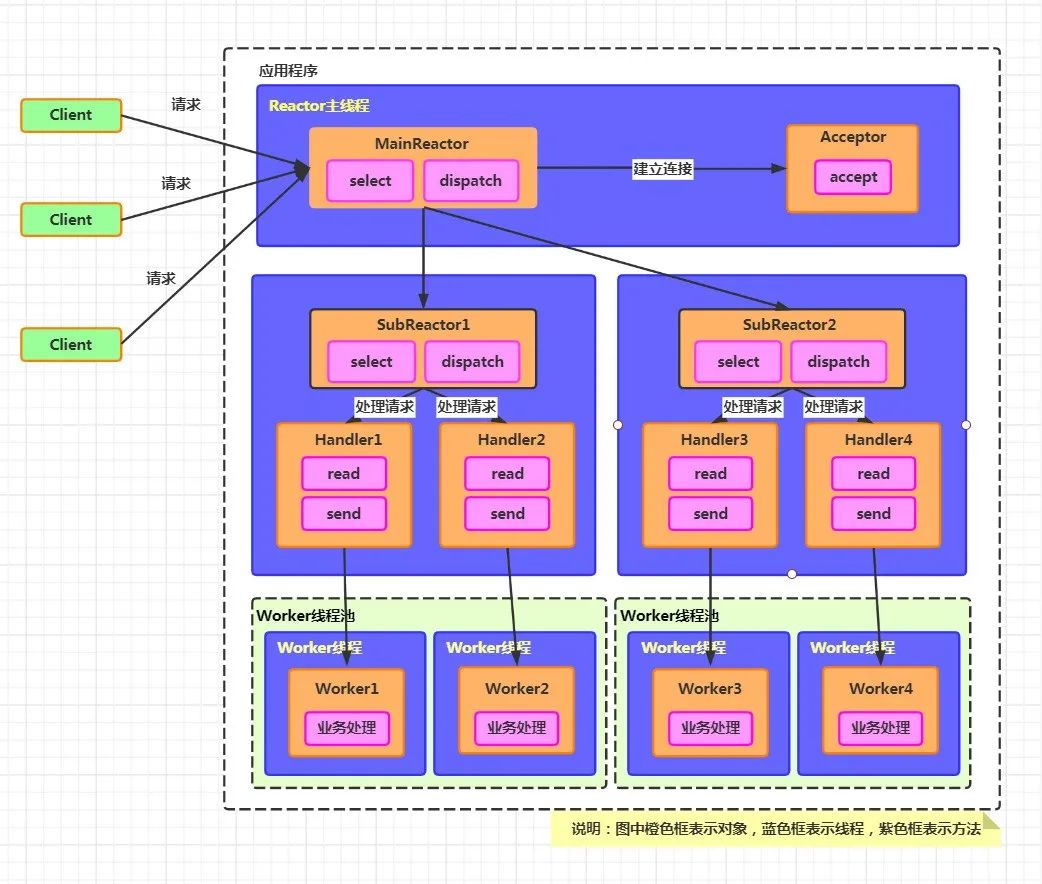 应用程序
Reactor主线程
Client
请求
MainReactor
select
dispatch
建立连接
Acceptor
accept
Client
请求
Client
请求
SubReactor1
select
dispatch
处理请求
处理请求
Handler1
read
send
Handler2
read
send
SubReactor2
select
dispatch
处理请求
处理请求
Handler3
read
send
Handler4
read
send
Worker线程池
Worker线程
Worker1
业务处理
Worker线程
Worker2
业务处理
Worker线程池
Worker线程
Worker3
业务处理
Worker线程
Worker4
业务处理
说明：图中橙色框表示对象，蓝色框表示线程，紫色框表示方法